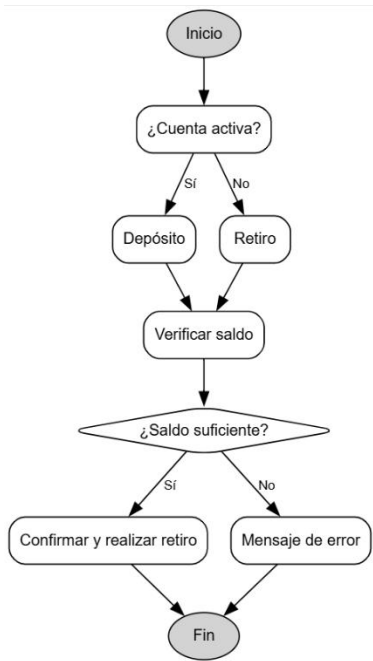 Inicio
¿Cuenta activa?
Sí
No
Depósito
Retiro
Verificar saldo
¿Saldo suficiente?
Sí
No
Confirmar y realizar retiro
Mensaje de error
Fin